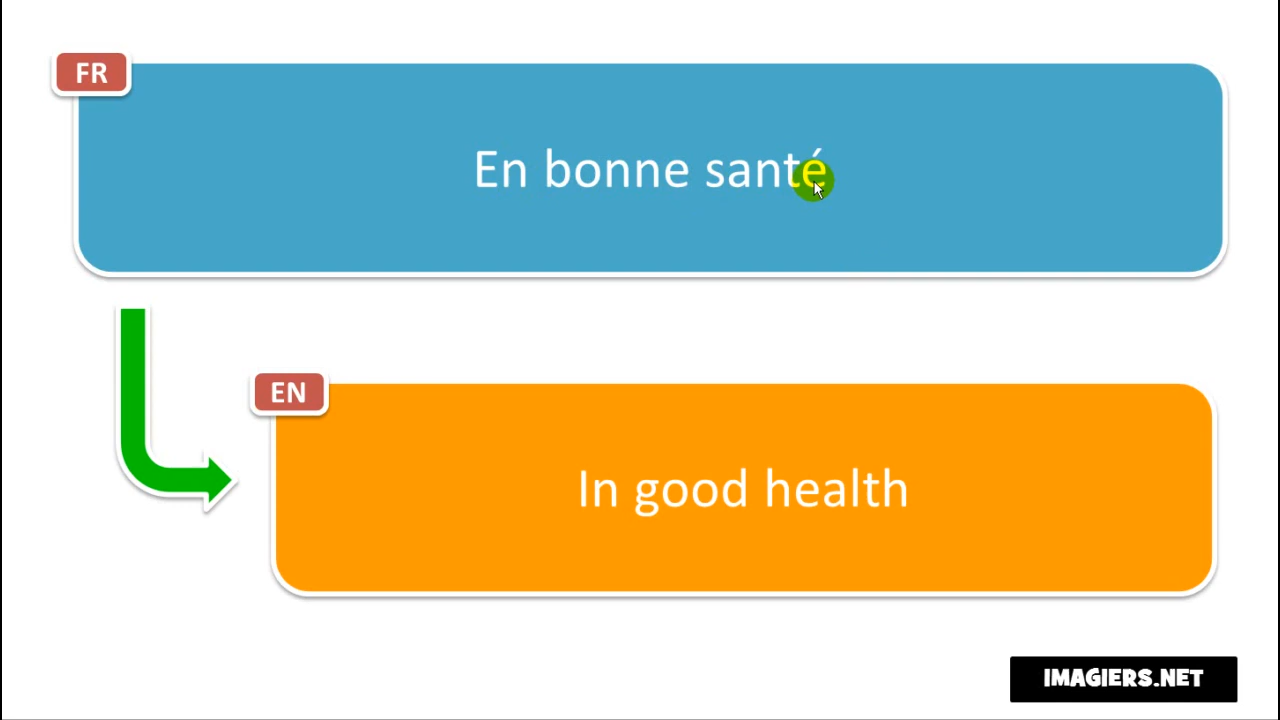 FR
En bonne santé
EN
In good health
IMAGIERS.NET